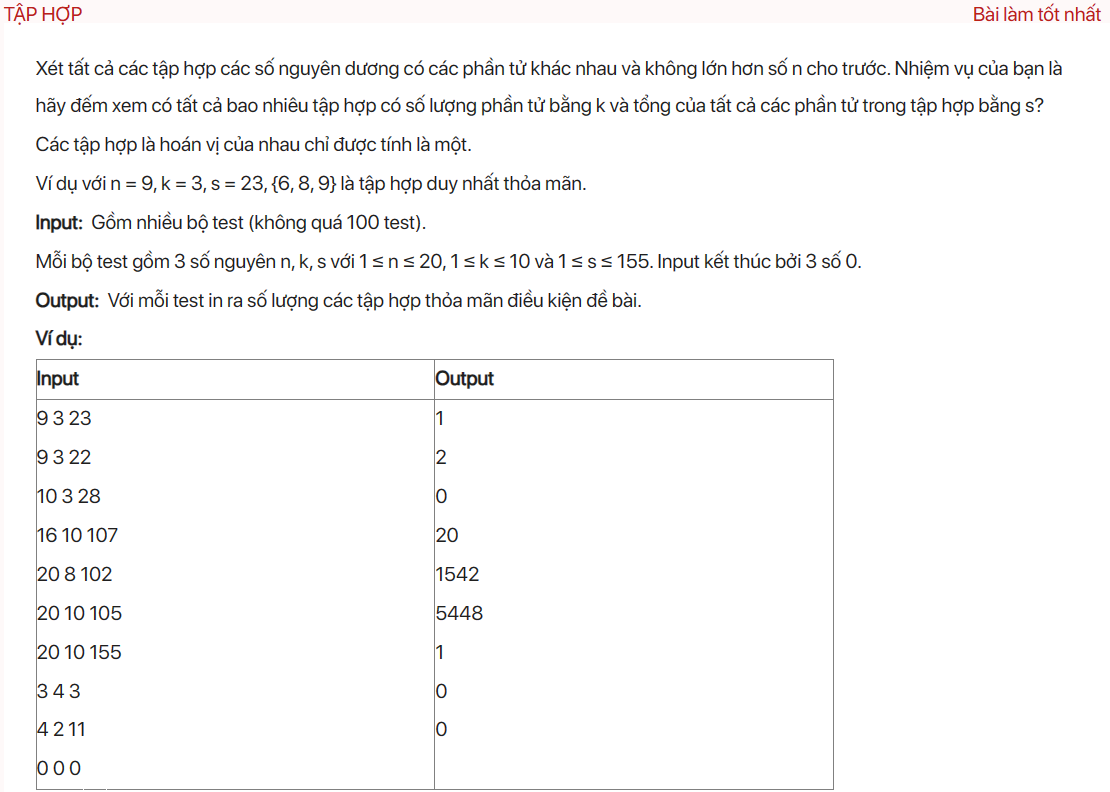 TẬP HỢP
Bài làm tốt nhất
Xét tất cả các tập hợp các số nguyên dương có các phần tử khác nhau và không lớn hơn số n cho trước. Nhiệm vụ của bạn là
hãy đếm xem có tất cả bao nhiêu tập hợp có số lượng phần tử bằng k và tổng của tất cả các phần tử trong tập hợp bằng s?
Các tập hợp là hoán vị của nhau chỉ được tính là một.
Ví dụ với n = 9, k = 3, s = 23, {6, 8, 9} là tập hợp duy nhất thỏa mãn.
Input: Gồm nhiều bộ test (không quá 100 test).
Mỗi bộ test gồm 3 số nguyên n, k, s với 1 ≤ n ≤ 20, 1 ≤ k ≤ 10 và 1 ≤ s ≤ 155. Input kết thúc bởi 3 số 0.
Output: Với mỗi test in ra số lượng các tập hợp thỏa mãn điều kiện đề bài.
Ví dụ:
Input Output
9 3 23 1
9 3 22 2
10 3 28 0
16 10 107 20
20 8 102 1542
20 10 105 5448
20 10 155 1
3 4 3 0
4 2 11 0
0 0 0